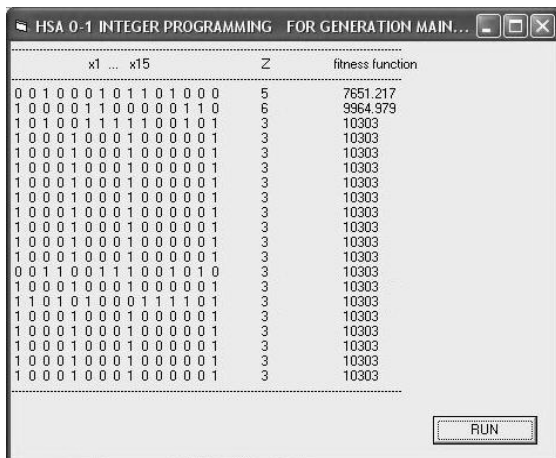 HSA 0-1 INTEGER PROGRAMMING FOR GENERATION MAIN...
x1 ... x15 Z fitness function
0 0 1 0 0 0 1 0 1 1 0 1 0 0 0 5 7651.217
1 0 0 0 0 1 1 0 0 0 0 0 1 1 0 6 9964.979
1 0 1 0 0 1 1 1 1 1 0 0 1 0 1 3 10303
1 0 0 0 1 0 0 0 1 0 0 0 0 0 1 3 10303
1 0 0 0 1 0 0 0 1 0 0 0 0 0 1 3 10303
1 0 0 0 1 0 0 0 1 0 0 0 0 0 1 3 10303
1 0 0 0 1 0 0 0 1 0 0 0 0 0 1 3 10303
1 0 0 0 1 0 0 0 1 0 0 0 0 0 1 3 10303
1 0 0 0 1 0 0 0 1 0 0 0 0 0 1 3 10303
1 0 0 0 1 0 0 0 1 0 0 0 0 0 1 3 10303
1 0 0 0 1 0 0 0 1 0 0 0 0 0 1 3 10303
1 0 0 0 1 0 0 0 1 0 0 0 0 0 1 3 10303
0 0 1 1 0 0 1 1 1 0 0 1 0 1 0 3 10303
1 0 0 0 1 0 0 0 1 0 0 0 0 0 1 3 10303
1 1 0 1 0 1 0 0 0 1 1 1 1 0 1 3 10303
1 0 0 0 1 0 0 0 1 0 0 0 0 0 1 3 10303
1 0 0 0 1 0 0 0 1 0 0 0 0 0 1 3 10303
1 0 0 0 1 0 0 0 1 0 0 0 0 0 1 3 10303
1 0 0 0 1 0 0 0 1 0 0 0 0 0 1 3 10303
1 0 0 0 1 0 0 0 1 0 0 0 0 0 1 3 10303
RUN